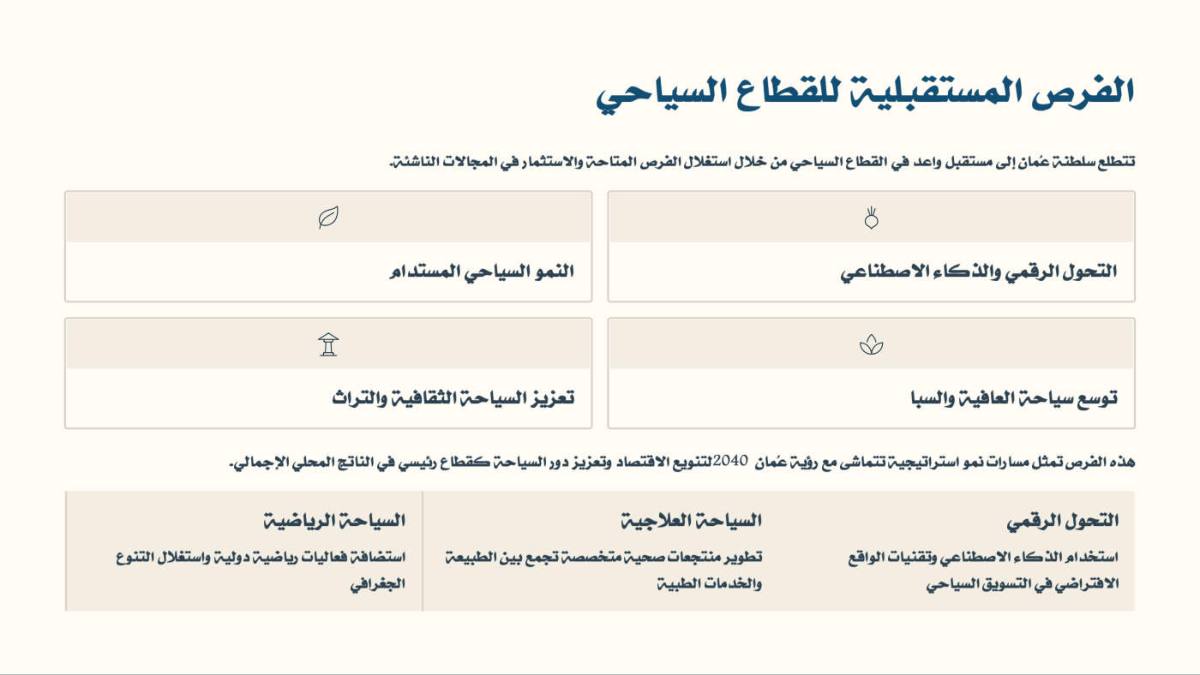 الفرص المستقبلية للقطاع السياحي
تتطلع سلطنة عُمان إلى مستقبل واعد في القطاع السياحي من خلال استغلال الفرص المتاحة والاستثمار في المجالات الناشئة.
التحول الرقمي والذكاء الاصطناعي
النمو السياحي المستدام
توسع سياحة العافية والسبا
تعزيز السياحة الثقافية والتراث
هذه الفرص تمثل مسارات نمو استراتيجية تتماشى مع رؤية عُمان 2040لتنويع الاقتصاد وتعزيز دور السياحة كقطاع رئيسي في الناتج المحلي الإجمالي.
التحول الرقمي
استخدام الذكاء الاصطناعي وتقنيات الواقع
الافتراضي في التسويق السياحي
السياحة العلاجية
تطوير منتجعات صحية متخصصة تجمع بين الطبيعة
والخدمات الطبية
السياحة الرياضية
استضافة فعاليات رياضية دولية واستغلال التنوع
الجغرافي